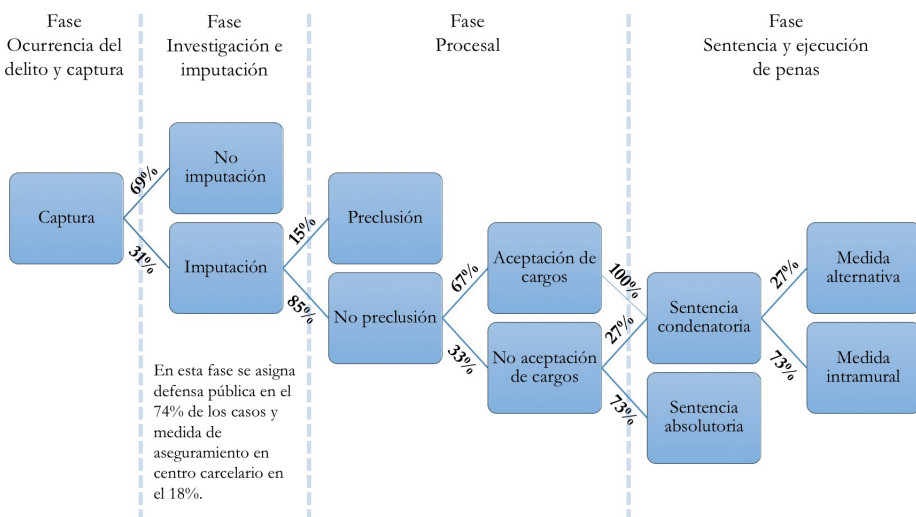 Fase
Ocurrencia del
delito y captura
Fase
Investigación e
imputación
Fase
Procesal
Fase
Sentencia y ejecución
de penas
Captura
69%
31%
No
imputación
Imputación
15%
85%
Preclusión
No preclusión
67%
33%
Aceptación de
cargos
No aceptación
de cargos
100%
27%
73%
Sentencia
condenatoria
Sentencia
absolutoria
27%
73%
Medida
alternativa
Medida
intramural
En esta fase se asigna
defensa pública en el
74% de los casos y
medida de
aseguramiento en
centro carcelario en
el 18%.